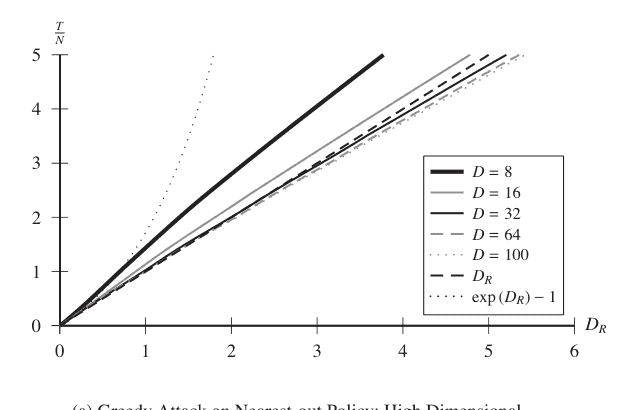 T
N
5
4
3
2
1
0
0 1 2 3 4 5 6
D_R
D = 8
D = 16
D = 32
D = 64
D = 100
D_R
exp (D_R) − 1
(a) Greedy Attack on Nearest-out Policy: High Dimensional